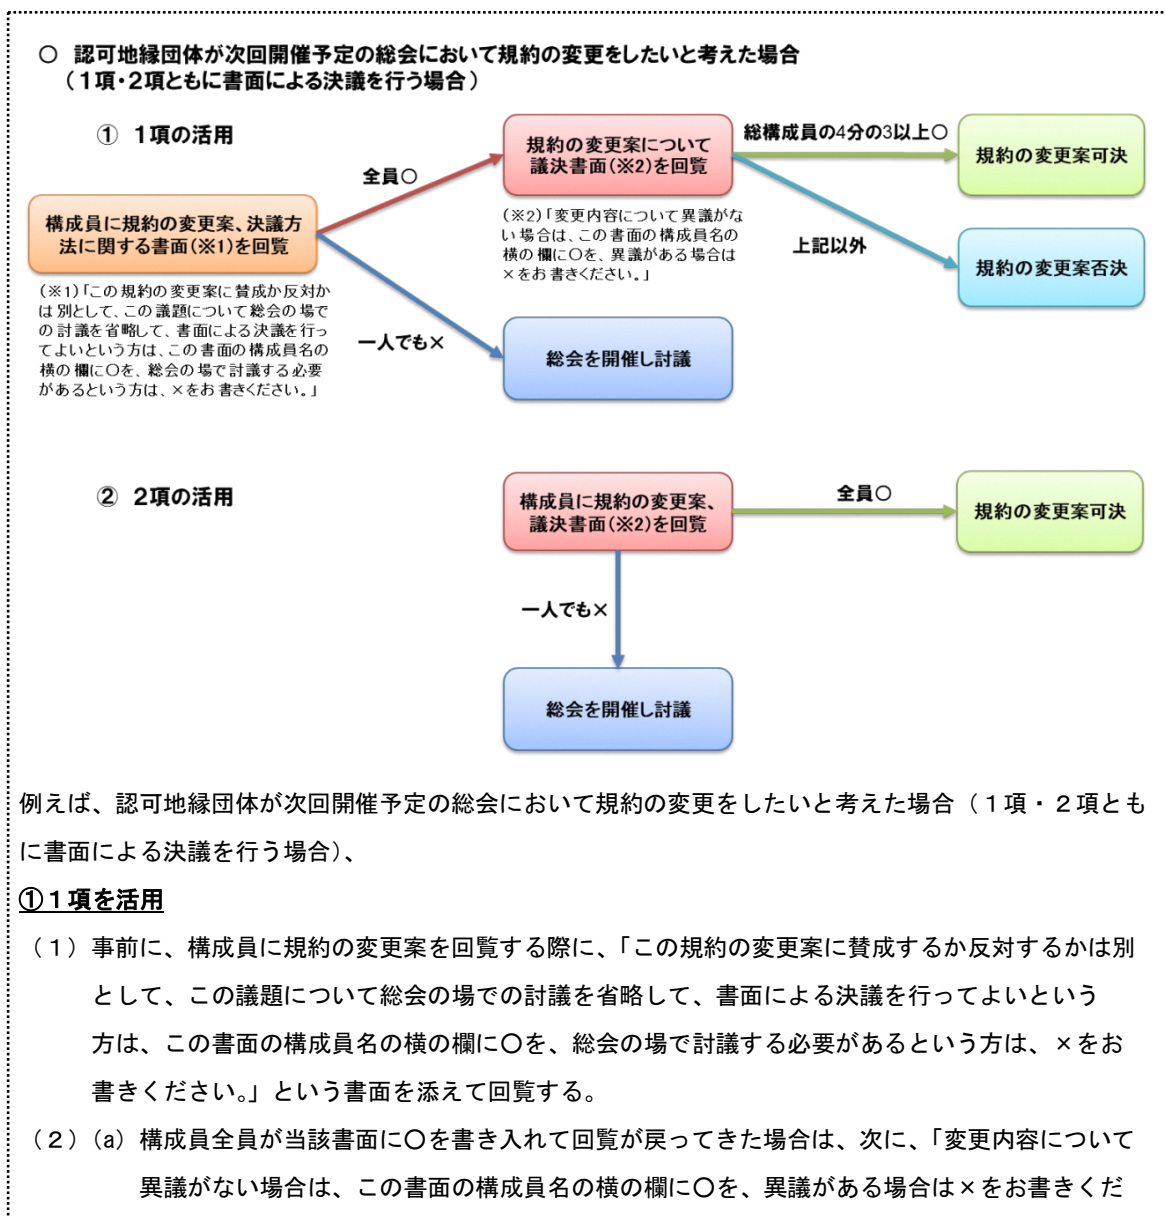 ○ 認可地縁団体が次回開催予定の総会において規約の変更をしたいと考えた場合
（1項・2項ともに書面による決議を行う場合）
① 1項の活用
構成員に規約の変更案、決議方
法に関する書面(※1)を回覧
(※1)「この規約の変更案に賛成か反対か
は別として、この議題について総会の場で
の討議を省略して、書面による決議を行っ
てよいという方は、この書面の構成員名の
横の欄に○を、総会の場で討議する必要
があるという方は、×をお書きください。」
全員○
一人でも×
規約の変更案について
議決書面(※2)を回覧
(※2)「変更内容について異議がな
い場合は、この書面の構成員名の
横の欄に○を、異議がある場合は
×をお書きください。」
総会を開催し討議
総構成員の4分の3以上○
上記以外
規約の変更案可決
規約の変更案否決
② 2項の活用
構成員に規約の変更案、
議決書面(※2)を回覧
全員○
規約の変更案可決
一人でも×
総会を開催し討議
例えば、認可地縁団体が次回開催予定の総会において規約の変更をしたいと考えた場合（１項・２項とも
に書面による決議を行う場合）、
①１項を活用
（１）事前に、構成員に規約の変更案を回覧する際に、「この規約の変更案に賛成するか反対するかは別
として、この議題について総会の場での討議を省略して、書面による決議を行ってよいという
方は、この書面の構成員名の横の欄に○を、総会の場で討議する必要があるという方は、×をお
書きください。」という書面を添えて回覧する。
（２）(a) 構成員全員が当該書面に○を書き入れて回覧が戻ってきた場合は、次に、「変更内容について
異議がない場合は、この書面の構成員名の横の欄に○を、異議がある場合は×をお書きくだ